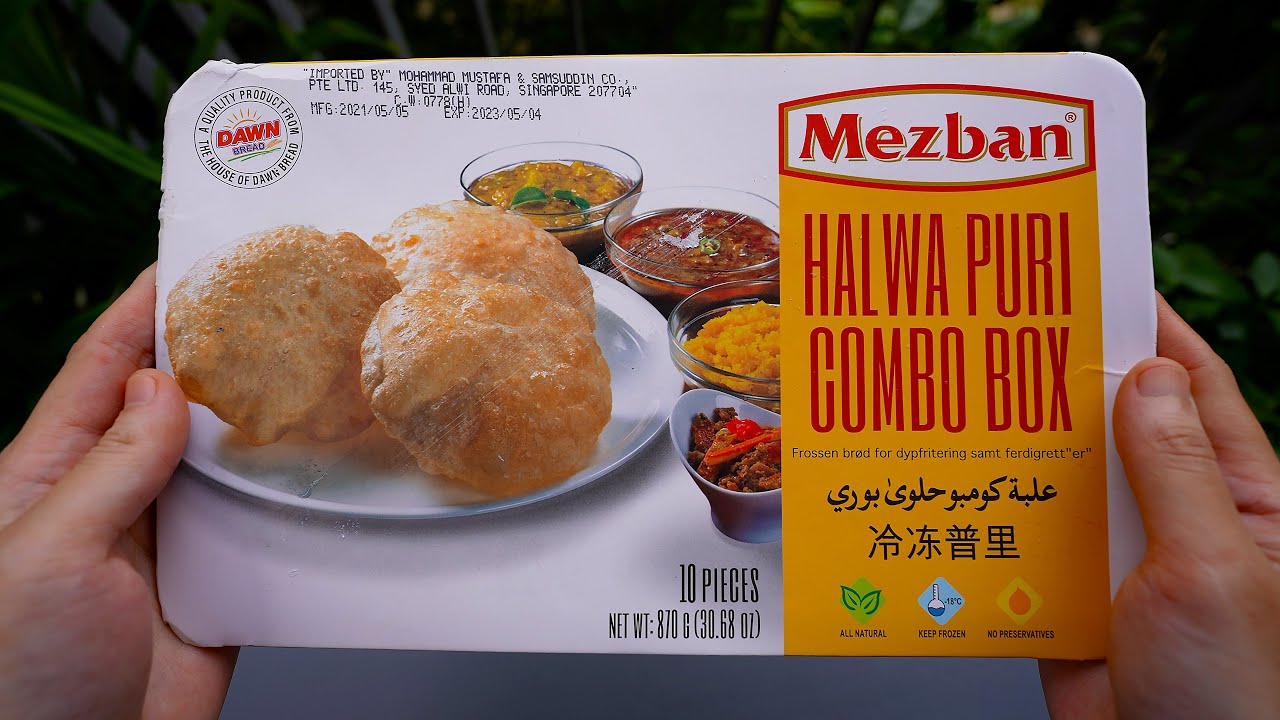 "IMPORTED BY" MOHAMMAD MUSTAFA & SAMSUDDIN CO.,
PTE LTD. 145, SYED ALWI ROAD, SINGAPORE 207704"
W:0778(H)
MFG:2021/05/05 EXP:2023/05/04
A QUALITY PRODUCT FROM
DAWN
BREAD
THE HOUSE OF DAWN BREAD
Mezban®
HALWA PURI
COMBO BOX
Frossen brød for dypfritering samt ferdigrett"er"
علبة كومبو حلوىٰ بوري
冷冻普里
10 PIECES
NET WT: 870 G (30.68 OZ)
-18°C
ALL NATURAL KEEP FROZEN NO PRESERVATIVES